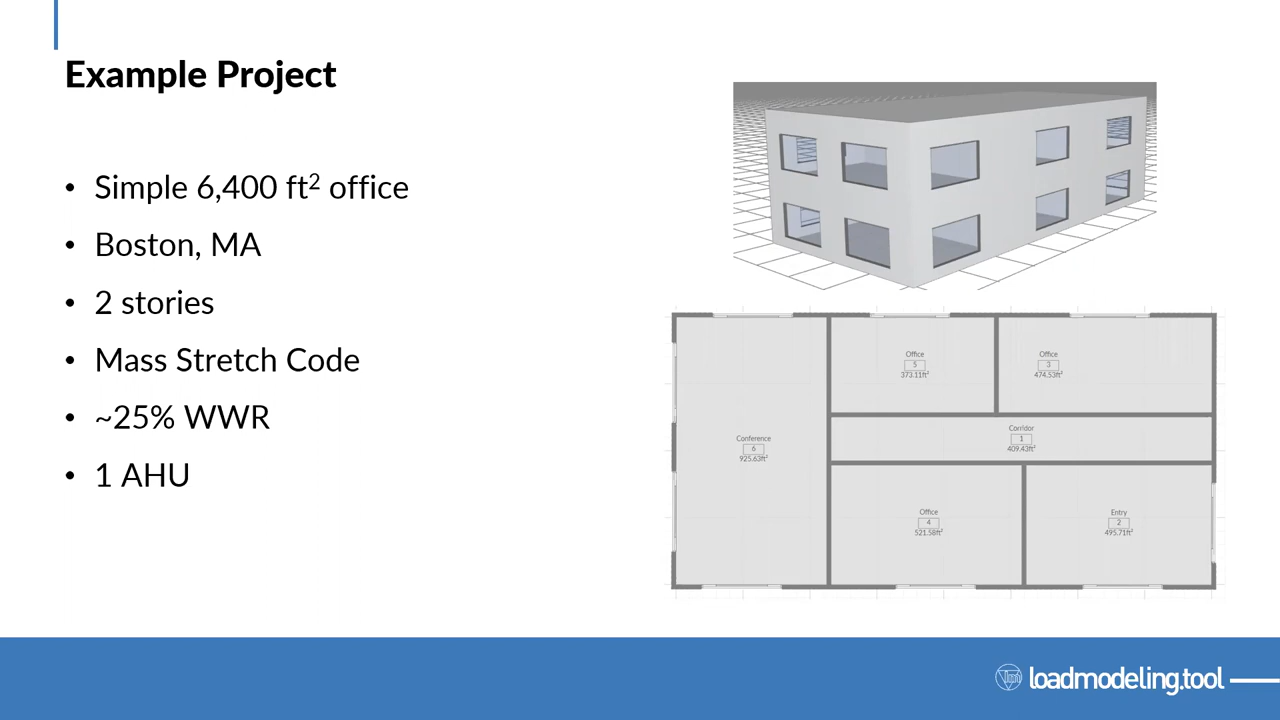 Example Project
• Simple 6,400 ft² office
• Boston, MA
• 2 stories
• Mass Stretch Code
• ~25% WWR
• 1 AHU
Office
5
373.11ft²
Office
3
474.53ft²
Corridor
1
409.43ft²
Conference
6
925.63ft²
Office
4
521.58ft²
Entry
2
495.71ft²
loadmodeling.tool